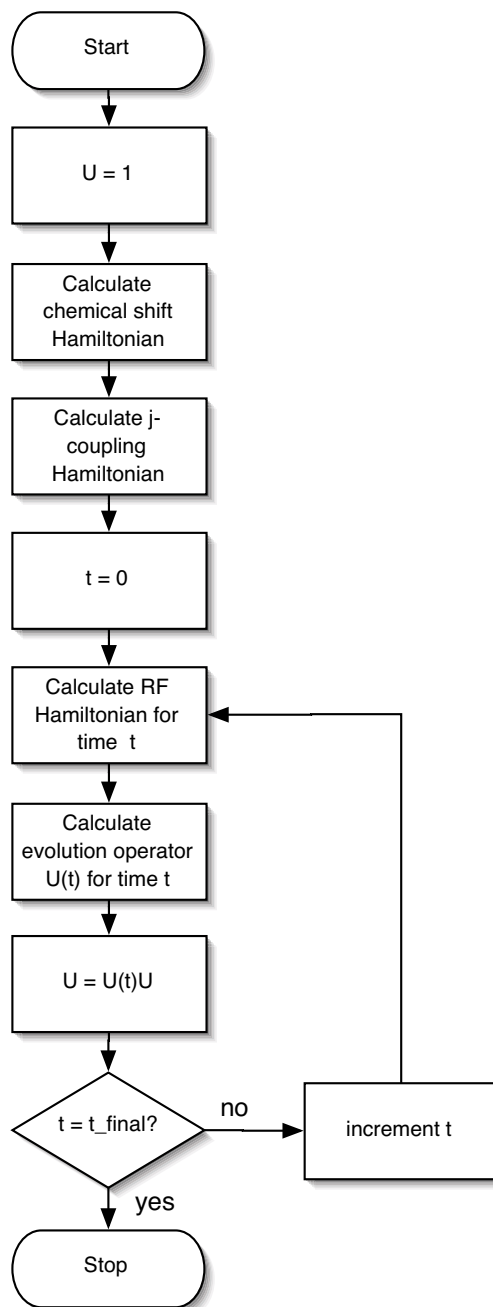 Start
U = 1
Calculate
chemical shift
Hamiltonian
Calculate j-
coupling
Hamiltonian
t = 0
Calculate RF
Hamiltonian for
time t
Calculate
evolution operator
U(t) for time t
U = U(t)U
t = t_final?
no
increment t
yes
Stop